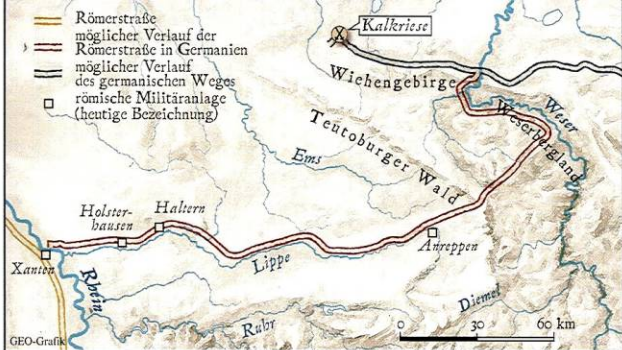 Römerstraße
möglicher Verlauf der
Römerstraße in Germanien
möglicher Verlauf
des germanischen Weges
römische Militäranlage
(heutige Bezeichnung)
Kalkriese
Wiehengebirge
Weser
Weserbergland
Teutoburger Wald
Ems
Haltern
Holster-
hausen
Anreppen
Xanten
Lippe
Rhein
Diemel
Ruhr
0 30 60 km
GEO-Grafik